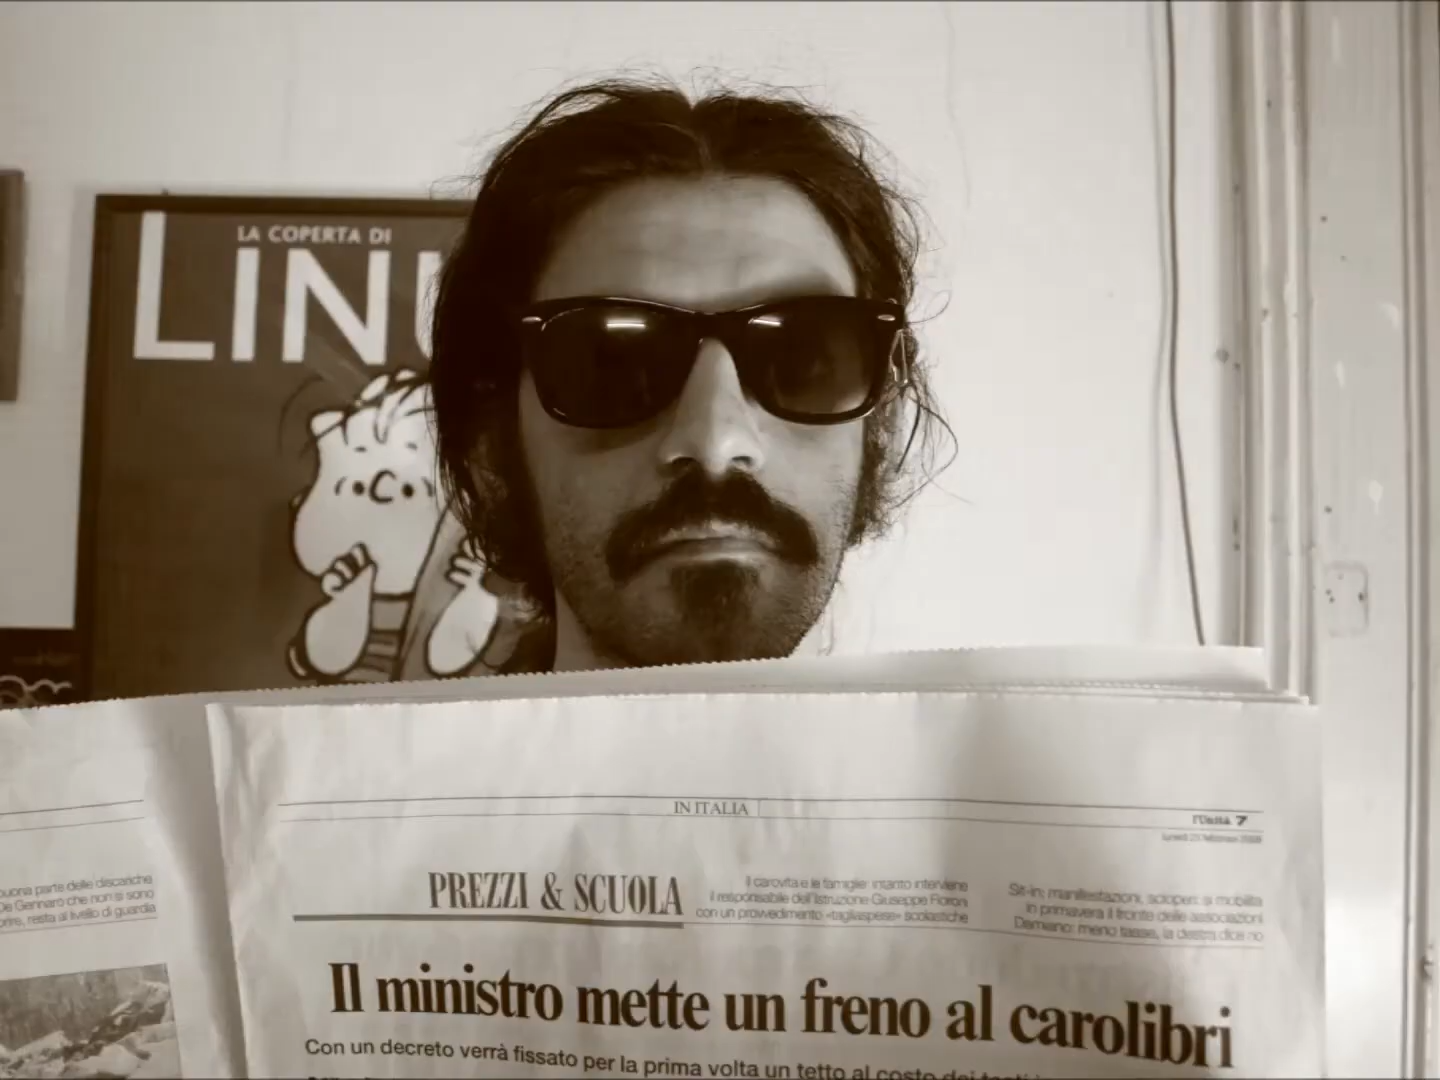 LA COPERTA DI
LINU
IN ITALIA
l'Unità 7
PREZZI & SCUOLA
Il carovita e le famiglie: intanto interviene
il responsabile dell'Istruzione Giuseppe Fioroni
con un provvedimento «tagliaspese» scolastiche
Sit-in, manifestazioni, scioperi: si mobilita
in primavera il fronte delle associazioni
Damiano: meno tasse, la destra dice no
buona parte delle discariche
De Gennaro che non si sono
resta al livello di guardia
Il ministro mette un freno al carolibri
Con un decreto verrà fissato per la prima volta un tetto al costo dei testi